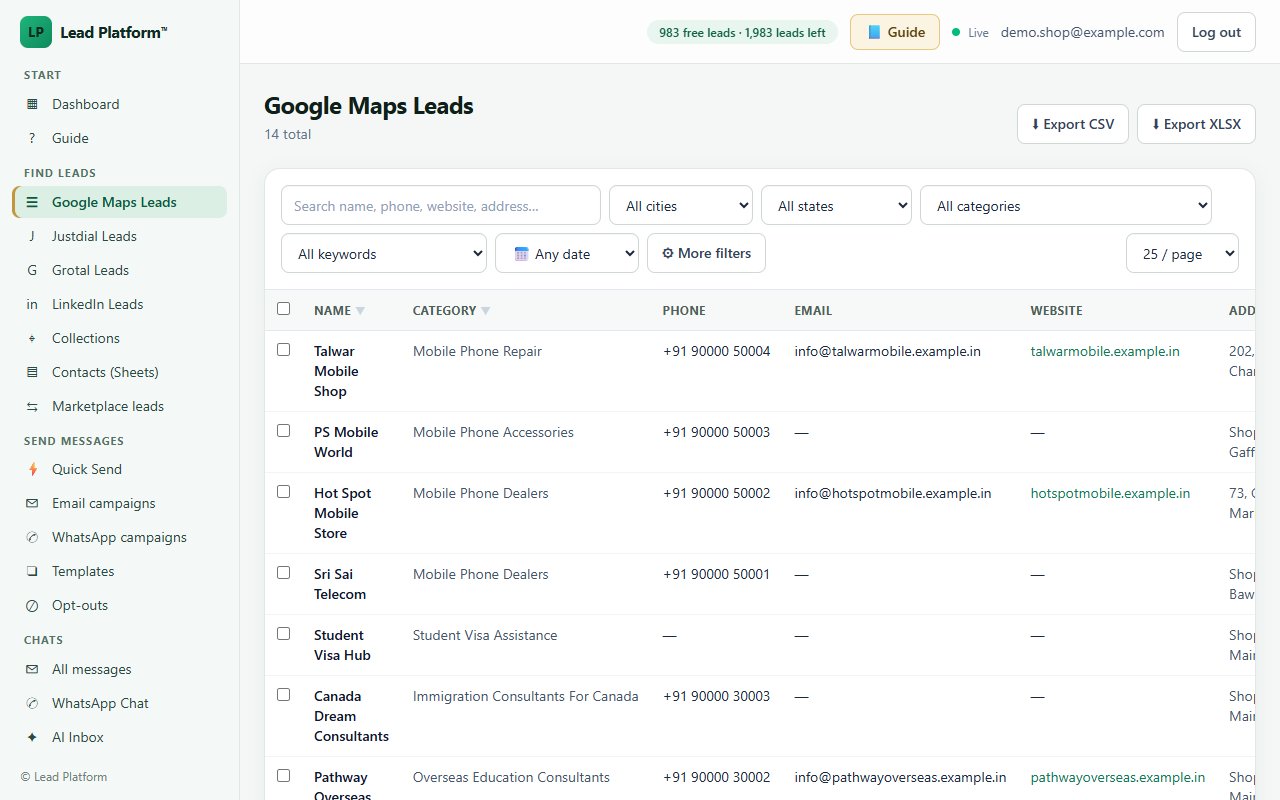 LP Lead Platform™
983 free leads · 1,983 leads left
📘 Guide
Live
demo.shop@example.com
Log out
START
Dashboard
? Guide
FIND LEADS
Google Maps Leads
J Justdial Leads
G Grotal Leads
in LinkedIn Leads
Collections
Contacts (Sheets)
Marketplace leads
SEND MESSAGES
Quick Send
Email campaigns
WhatsApp campaigns
Templates
Opt-outs
CHATS
All messages
WhatsApp Chat
AI Inbox
© Lead Platform
Google Maps Leads
14 total
⬇ Export CSV
⬇ Export XLSX
Search name, phone, website, address...
All cities
All states
All categories
All keywords
Any date
⚙ More filters
25 / page
NAME ▼ CATEGORY ▼ PHONE EMAIL WEBSITE
Talwar Mobile Phone Repair +91 90000 50004 info@talwarmobile.example.in talwarmobile.example.in 202,
Mobile
Shop
PS Mobile Mobile Phone Accessories +91 90000 50003 — —
World
Hot Spot Mobile Phone Dealers +91 90000 50002 info@hotspotmobile.example.in hotspotmobile.example.in 73,
Mobile
Store
Sri Sai Mobile Phone Dealers +91 90000 50001 — —
Telecom
Student Student Visa Assistance — — —
Visa Hub
Canada Immigration Consultants For Canada +91 90000 30003 — —
Dream
Consultants
Pathway Overseas Education Consultants +91 90000 30002 info@pathwayoverseas.example.in pathwayoverseas.example.in
Overseas